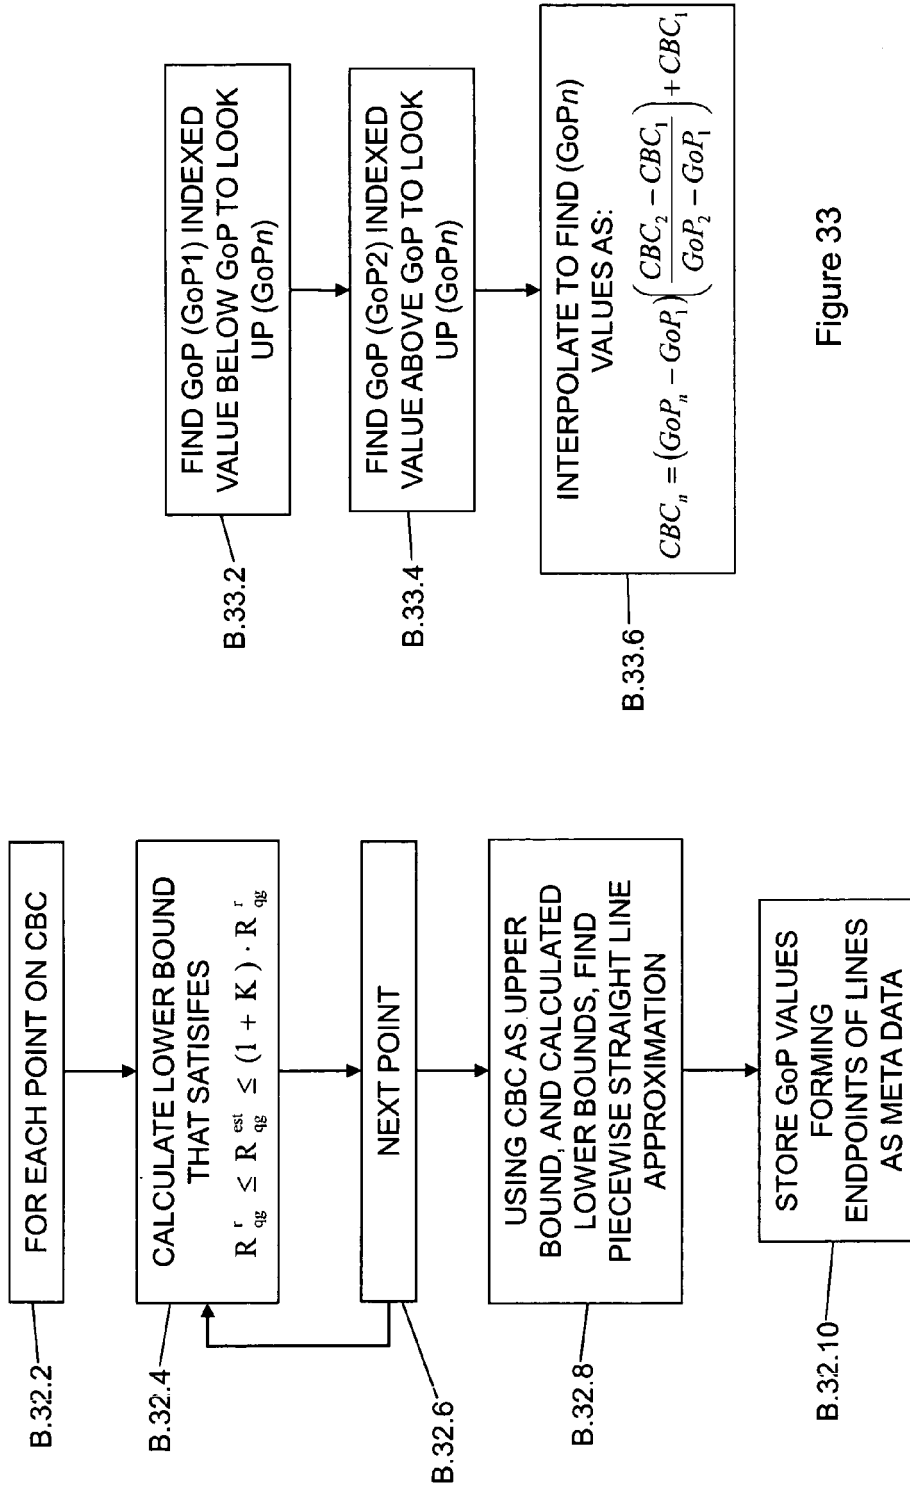 B.32.2
FOR EACH POINT ON CBC
B.32.4
CALCULATE LOWER BOUND
THAT SATISIFES
R^r_qg ≤ R^est_qg ≤ (1 + K) · R^r_qg
B.32.6
NEXT POINT
B.32.8
USING CBC AS UPPER
BOUND, AND CALCULATED
LOWER BOUNDS, FIND
PIECEWISE STRAIGHT LINE
APPROXIMATION
B.32.10
STORE GoP VALUES
FORMING
ENDPOINTS OF LINES
AS META DATA
B.33.2
FIND GoP (GoP1) INDEXED
VALUE BELOW GoP TO LOOK
UP (GoPn)
B.33.4
FIND GoP (GoP2) INDEXED
VALUE ABOVE GoP TO LOOK
UP (GoPn)
B.33.6
INTERPOLATE TO FIND (GoPn)
VALUES AS:
CBC_n = (GoP_n − GoP_1)((CBC_2 − CBC_1)/(GoP_2 − GoP_1)) + CBC_1
Figure 33